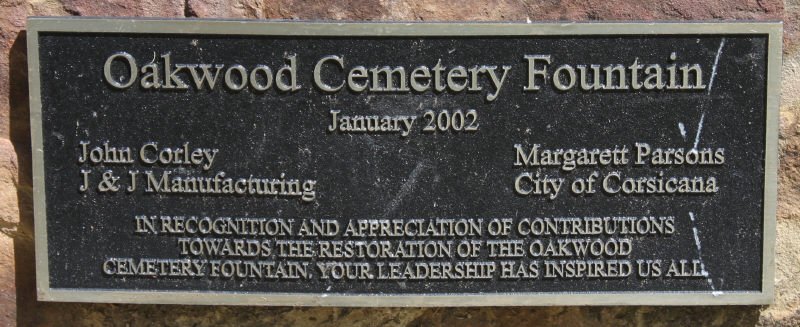 Oakwood Cemetery Fountain
January 2002
John Corley
J & J Manufacturing
Margarett Parsons
City of Corsicana
IN RECOGNITION AND APPRECIATION OF CONTRIBUTIONS
TOWARDS THE RESTORATION OF THE OAKWOOD
CEMETERY FOUNTAIN, YOUR LEADERSHIP HAS INSPIRED US ALL.